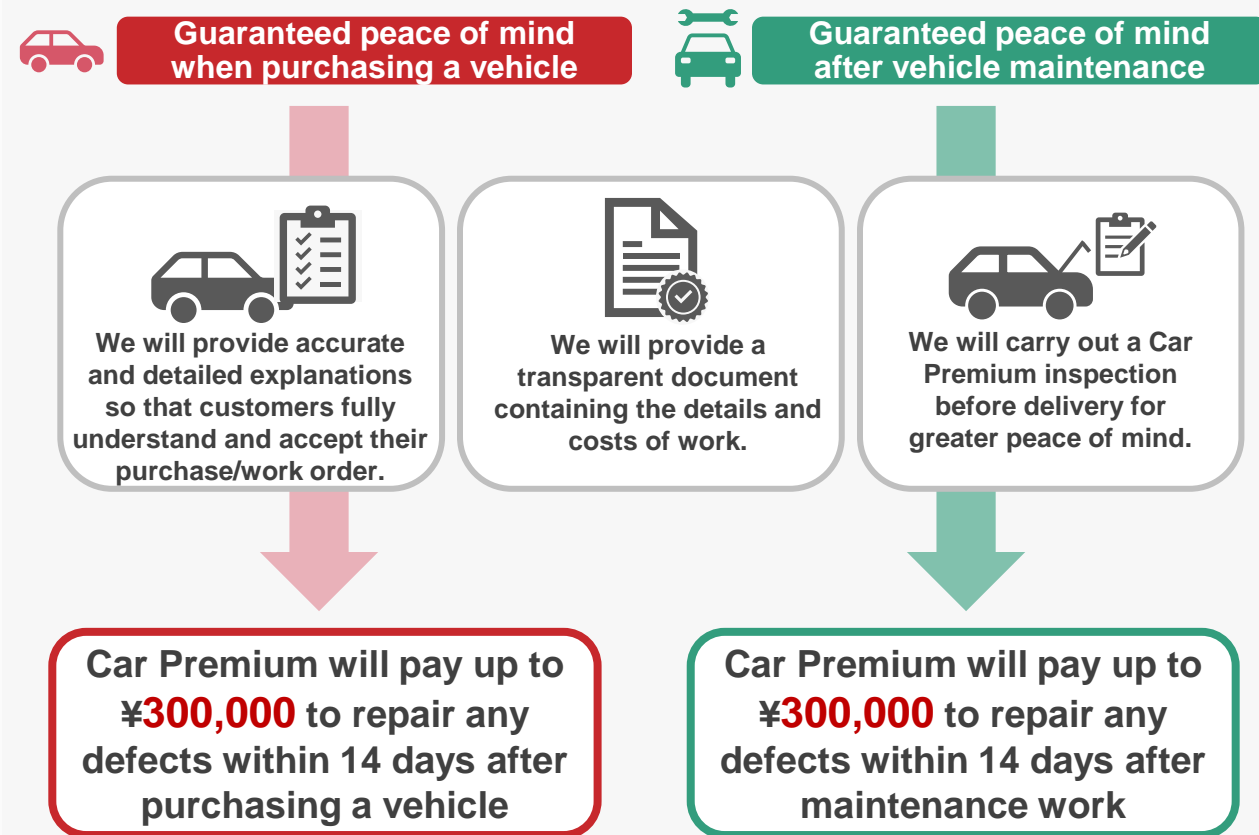 Guaranteed peace of mind
when purchasing a vehicle
Guaranteed peace of mind
after vehicle maintenance
We will provide accurate
and detailed explanations
so that customers fully
understand and accept their
purchase/work order.
We will provide a
transparent document
containing the details and
costs of work.
We will carry out a Car
Premium inspection
before delivery for
greater peace of mind.
Car Premium will pay up to
¥300,000 to repair any
defects within 14 days after
purchasing a vehicle
Car Premium will pay up to
¥300,000 to repair any
defects within 14 days after
maintenance work